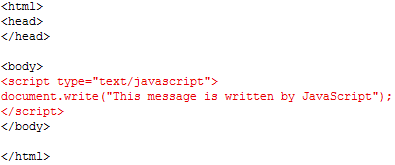 <html>
<head>
</head>
<body>
<script type="text/javascript">
document.write("This message is written by JavaScript");
</script>
</body>
</html>